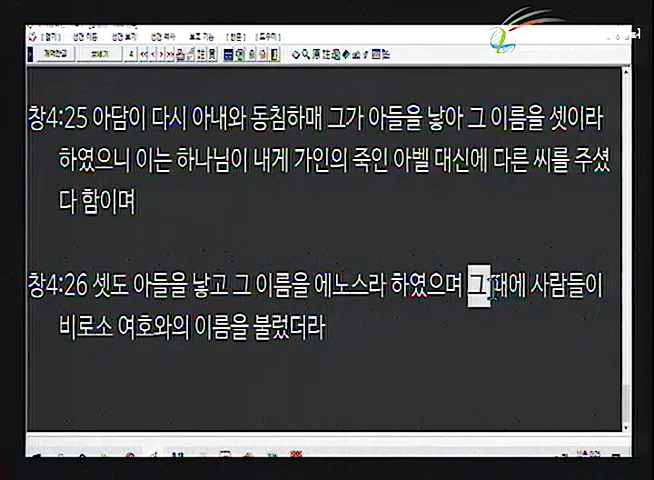 창4:25 아담이 다시 아내와 동침하매 그가 아들을 낳아 그 이름을 셋이라
하였으니 이는 하나님이 내게 가인의 죽인 아벨 대신에 다른 씨를 주셨
다 함이며
창4:26 셋도 아들을 낳고 그 이름을 에노스라 하였으며 그 때에 사람들이
비로소 여호와의 이름을 불렀더라